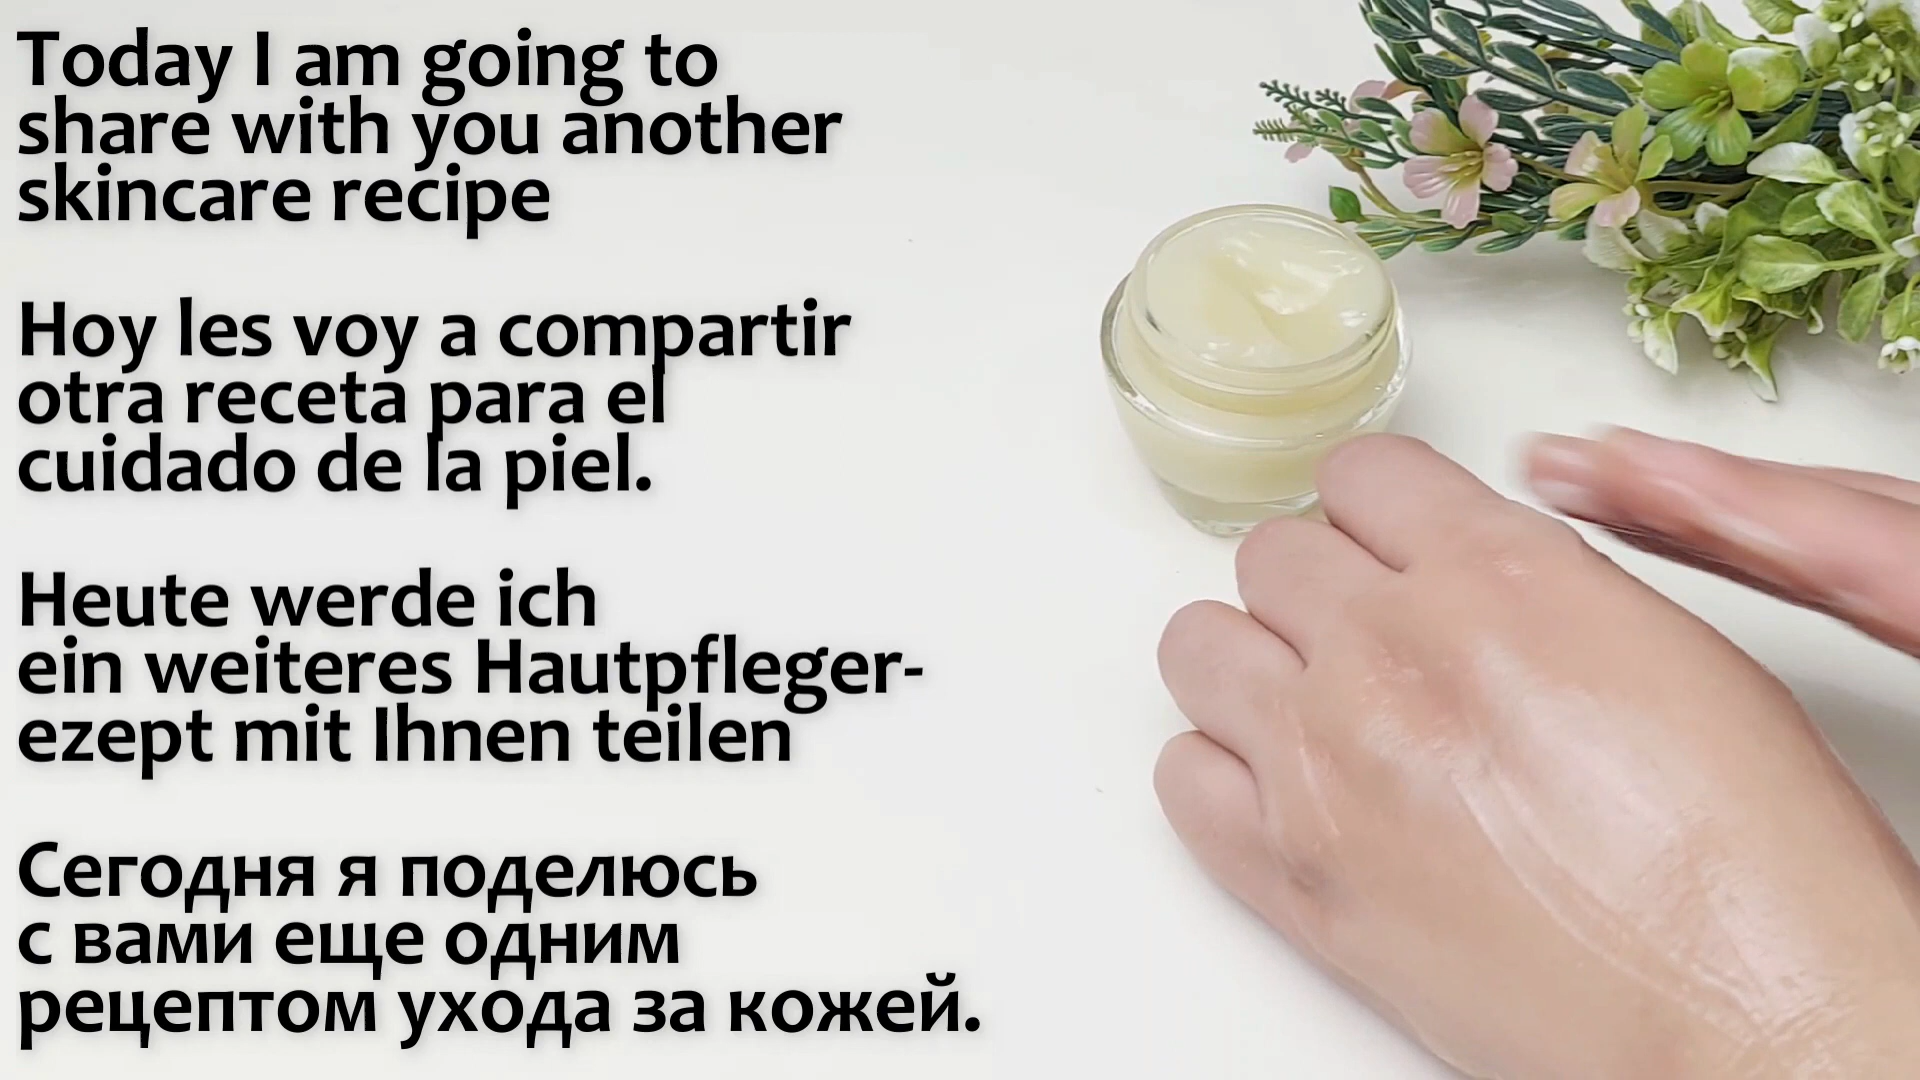 Today I am going to
share with you another
skincare recipe
Hoy les voy a compartir
otra receta para el
cuidado de la piel.
Heute werde ich
ein weiteres Hautpfleger-
ezept mit Ihnen teilen
Сегодня я поделюсь
с вами еще одним
рецептом ухода за кожей.